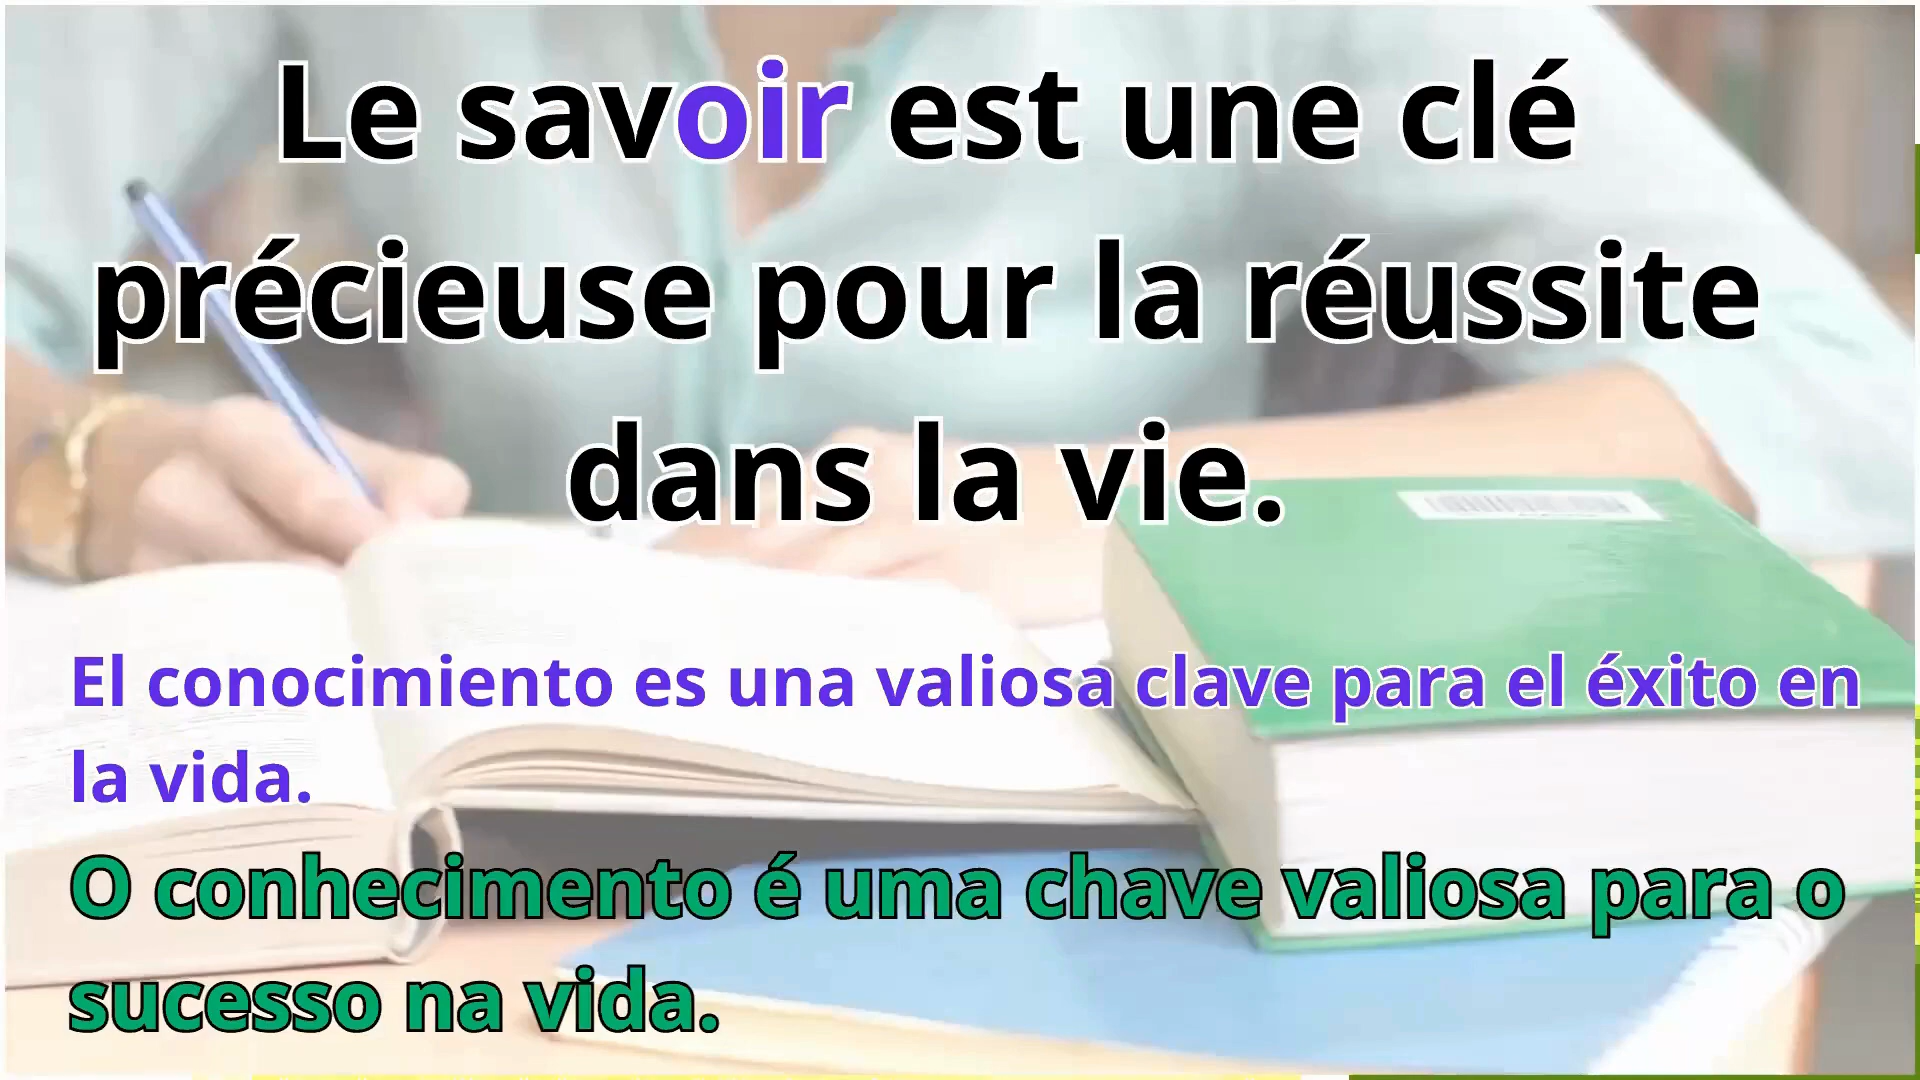 Le savoir est une clé
précieuse pour la réussite
dans la vie.
El conocimiento es una valiosa clave para el éxito en
la vida.
O conhecimento é uma chave valiosa para o
sucesso na vida.